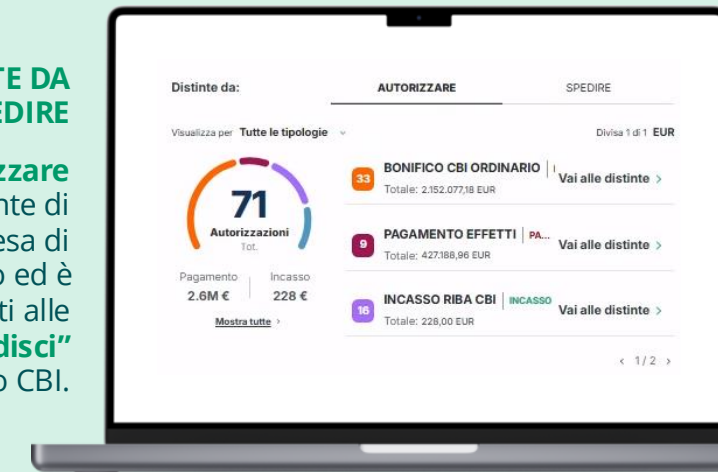 TE DA
EDIRE
zzare
nte di
esa di
o ed è
ti alle
disci”
o CBI.
Distinte da:
AUTORIZZARE
SPEDIRE
Visualizza per Tutte le tipologie
Divisa 1 di 1 EUR
71
Autorizzazioni
Tot.
Pagamento
2.6M €
Incasso
228 €
Mostra tutte >
33
BONIFICO CBI ORDINARIO
Totale: 2.152.077,18 EUR
Vai alle distinte >
9
PAGAMENTO EFFETTI | PA...
Totale: 427.188,96 EUR
Vai alle distinte >
16
INCASSO RIBA CBI | INCASSO
Totale: 228,00 EUR
Vai alle distinte >
< 1 / 2 >